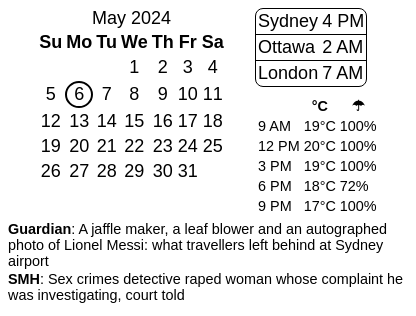 May 2024
Su Mo Tu We Th Fr Sa
1 2 3 4
5 6 7 8 9 10 11
12 13 14 15 16 17 18
19 20 21 22 23 24 25
26 27 28 29 30 31
Sydney 4 PM
Ottawa 2 AM
London 7 AM
°C ☂
9 AM 19°C 100%
12 PM 20°C 100%
3 PM 19°C 100%
6 PM 18°C 72%
9 PM 17°C 100%
Guardian: A jaffle maker, a leaf blower and an autographed
photo of Lionel Messi: what travellers left behind at Sydney
airport
SMH: Sex crimes detective raped woman whose complaint he
was investigating, court told